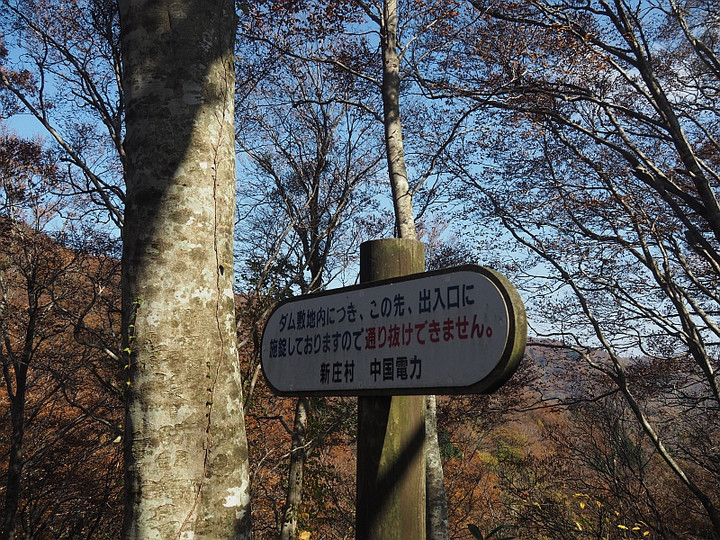 ダム敷地内につき、この先、出入口に
施錠しておりますので通り抜けできません。
新庄村 中国電力